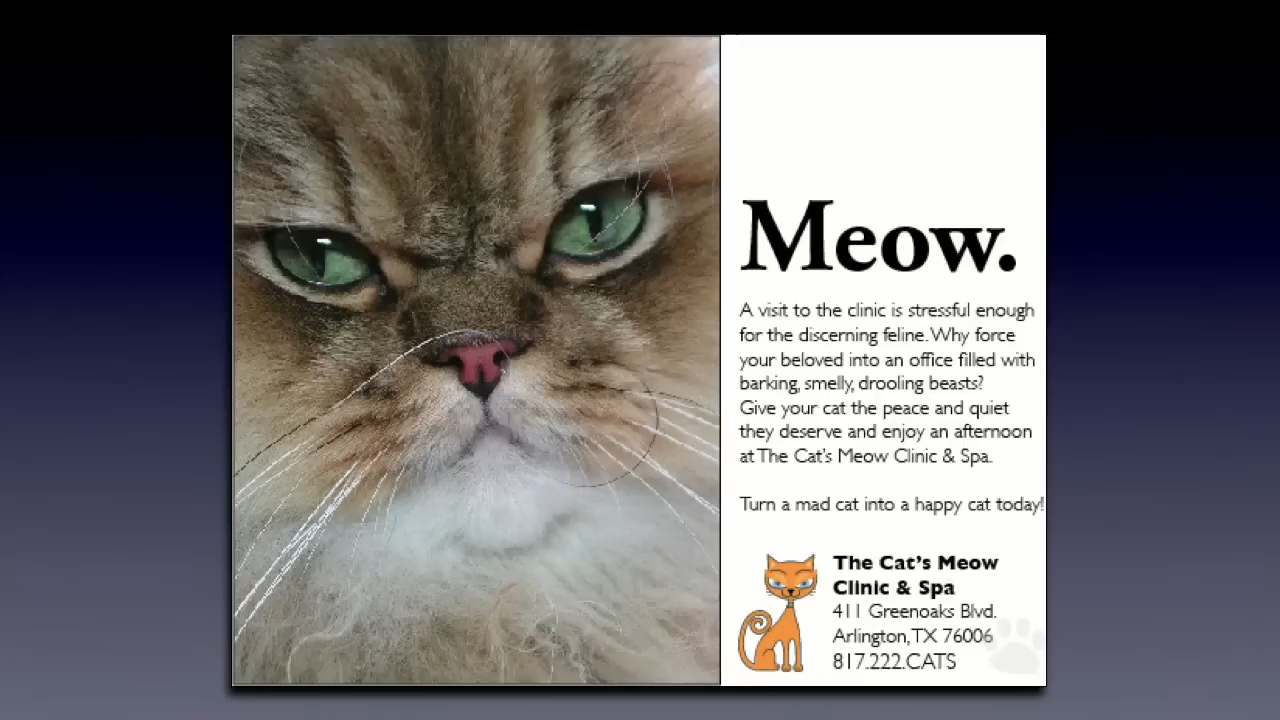 Meow.
A visit to the clinic is stressful enough
for the discerning feline. Why force
your beloved into an office filled with
barking, smelly, drooling beasts?
Give your cat the peace and quiet
they deserve and enjoy an afternoon
at The Cat's Meow Clinic & Spa.
Turn a mad cat into a happy cat today!
The Cat's Meow
Clinic & Spa
411 Greenoaks Blvd.
Arlington, TX 76006
817.222.CATS